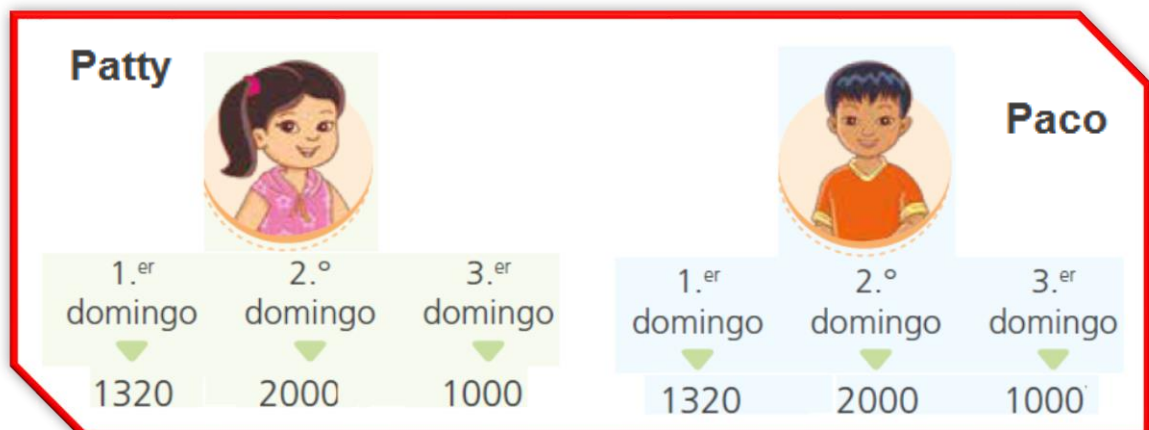 Patty
1.er 2.º 3.er
domingo domingo domingo
1320 2000 1000
Paco
1.er 2.º 3.er
domingo domingo domingo
1320 2000 1000